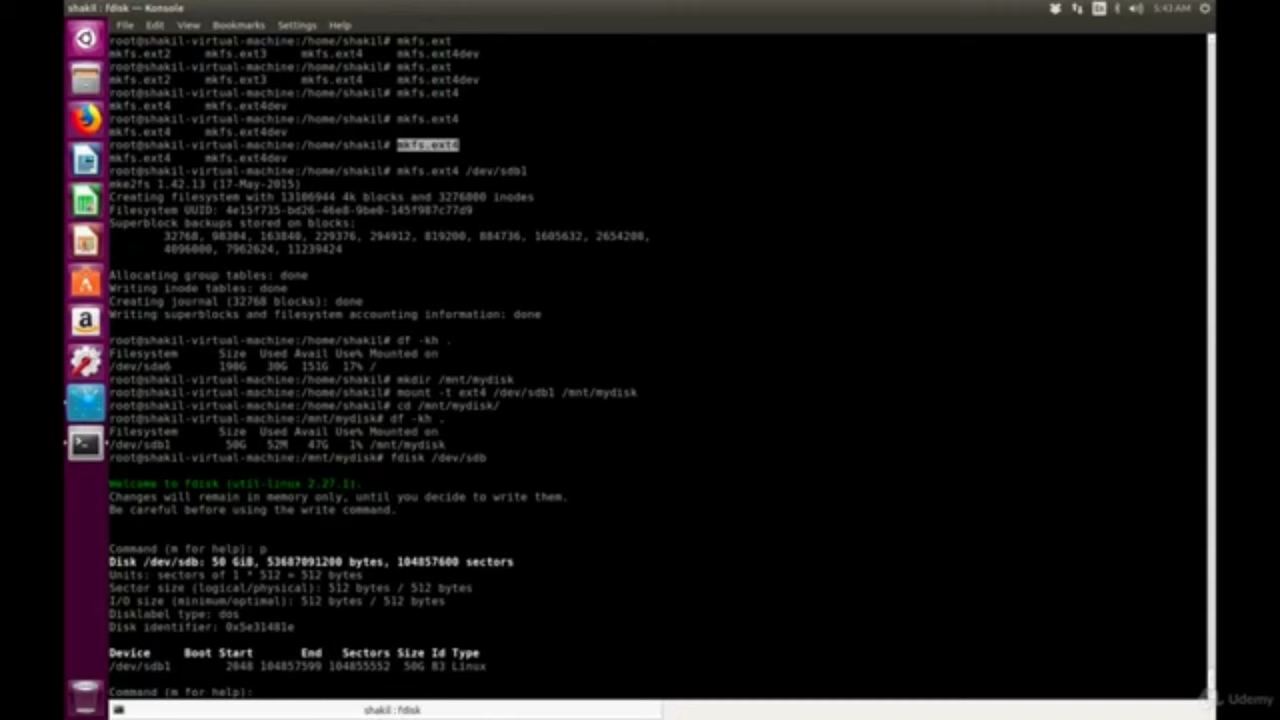 shakil : fdisk — Konsole
En
5:43 AM
File Edit View Bookmarks Settings Help
root@shakil-virtual-machine:/home/shakil# mkfs.ext
mkfs.ext2 mkfs.ext3 mkfs.ext4 mkfs.ext4dev
root@shakil-virtual-machine:/home/shakil# mkfs.ext
mkfs.ext2 mkfs.ext3 mkfs.ext4 mkfs.ext4dev
root@shakil-virtual-machine:/home/shakil# mkfs.ext4
mkfs.ext4 mkfs.ext4dev
root@shakil-virtual-machine:/home/shakil# mkfs.ext4
mkfs.ext4 mkfs.ext4dev
root@shakil-virtual-machine:/home/shakil# mkfs.ext4
mkfs.ext4 mkfs.ext4dev
root@shakil-virtual-machine:/home/shakil# mkfs.ext4 /dev/sdb1
mke2fs 1.42.13 (17-May-2015)
Creating filesystem with 13106944 4k blocks and 3276800 inodes
Filesystem UUID: 4e15f735-bd26-46e8-9be0-145f987c77d9
Superblock backups stored on blocks:
32768, 98304, 163840, 229376, 294912, 819200, 884736, 1605632, 2654208,
4096000, 7962624, 11239424
Allocating group tables: done
Writing inode tables: done
Creating journal (32768 blocks): done
Writing superblocks and filesystem accounting information: done
root@shakil-virtual-machine:/home/shakil# df -kh .
Filesystem Size Used Avail Use% Mounted on
/dev/sda6 190G 30G 151G 17% /
root@shakil-virtual-machine:/home/shakil# mkdir /mnt/mydisk
root@shakil-virtual-machine:/home/shakil# mount -t ext4 /dev/sdb1 /mnt/mydisk
root@shakil-virtual-machine:/home/shakil# cd /mnt/mydisk/
root@shakil-virtual-machine:/mnt/mydisk# df -kh .
Filesystem Size Used Avail Use% Mounted on
/dev/sdb1 50G 52M 47G 1% /mnt/mydisk
root@shakil-virtual-machine:/mnt/mydisk# fdisk /dev/sdb
Welcome to fdisk (util-linux 2.27.1).
Changes will remain in memory only, until you decide to write them.
Be careful before using the write command.
Command (m for help): p
Disk /dev/sdb: 50 GiB, 53687091200 bytes, 104857600 sectors
Units: sectors of 1 * 512 = 512 bytes
Sector size (logical/physical): 512 bytes / 512 bytes
I/O size (minimum/optimal): 512 bytes / 512 bytes
Disklabel type: dos
Disk identifier: 0x5e31481e
Device Boot Start End Sectors Size Id Type
/dev/sdb1 2048 104857599 104855552 50G 83 Linux
Command (m for help):
shakil : fdisk
Udemy